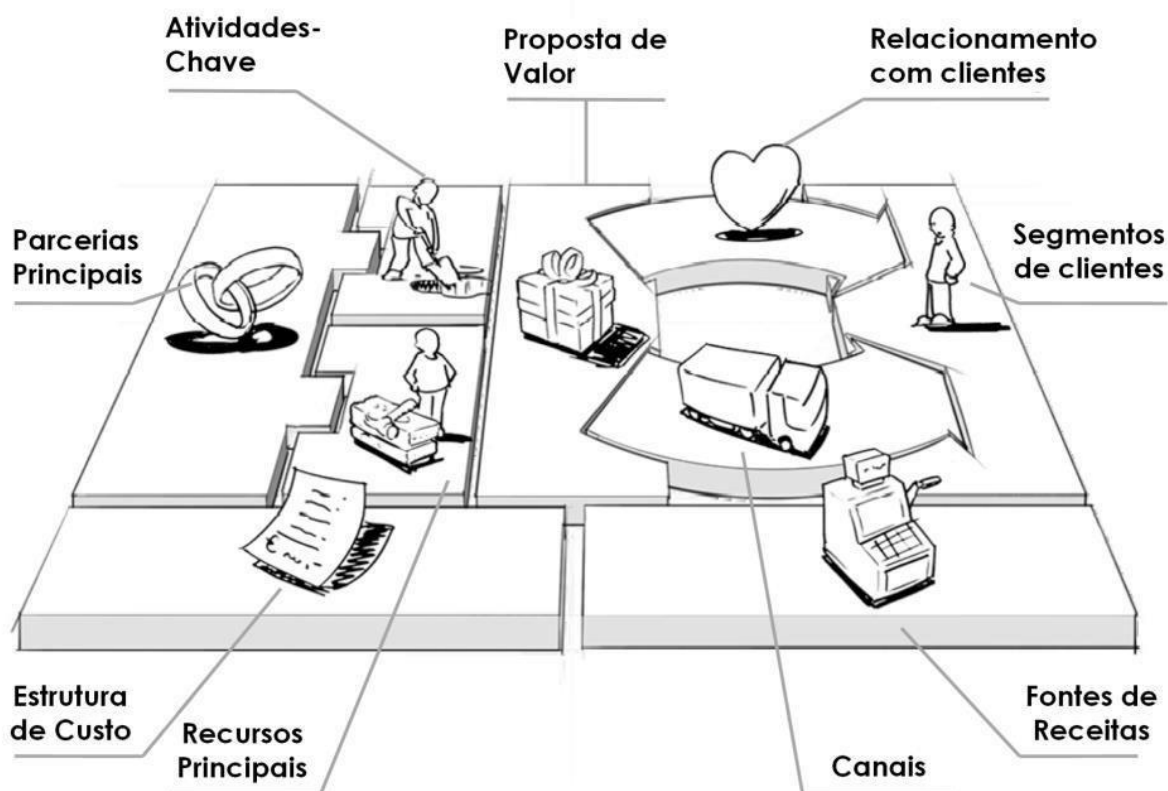 Atividades-
Chave
Proposta de
Valor
Relacionamento
com clientes
Parcerias
Principais
Segmentos
de clientes
Estrutura
de Custo
Recursos
Principais
Canais
Fontes de
Receitas